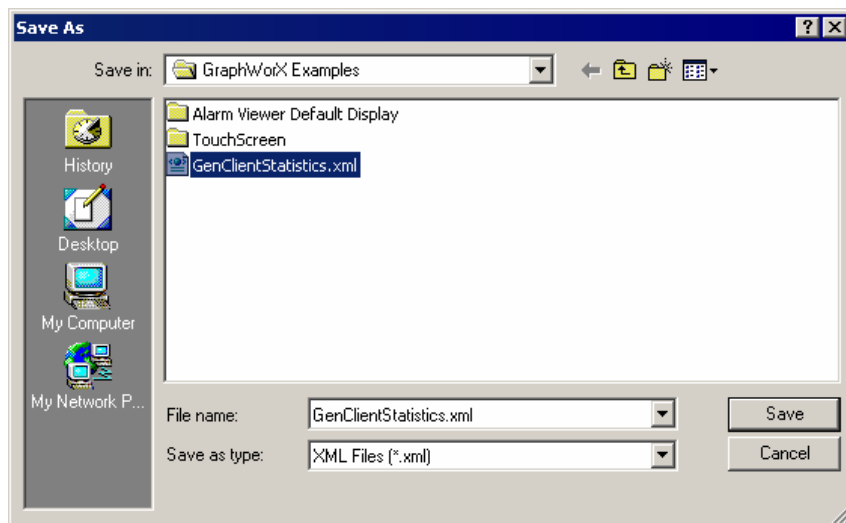 Save As
Save in: GraphWorX Examples
Alarm Viewer Default Display
TouchScreen
GenClientStatistics.xml
History
Desktop
My Computer
My Network P...
File name: GenClientStatistics.xml Save
Save as type: XML Files (*.xml) Cancel